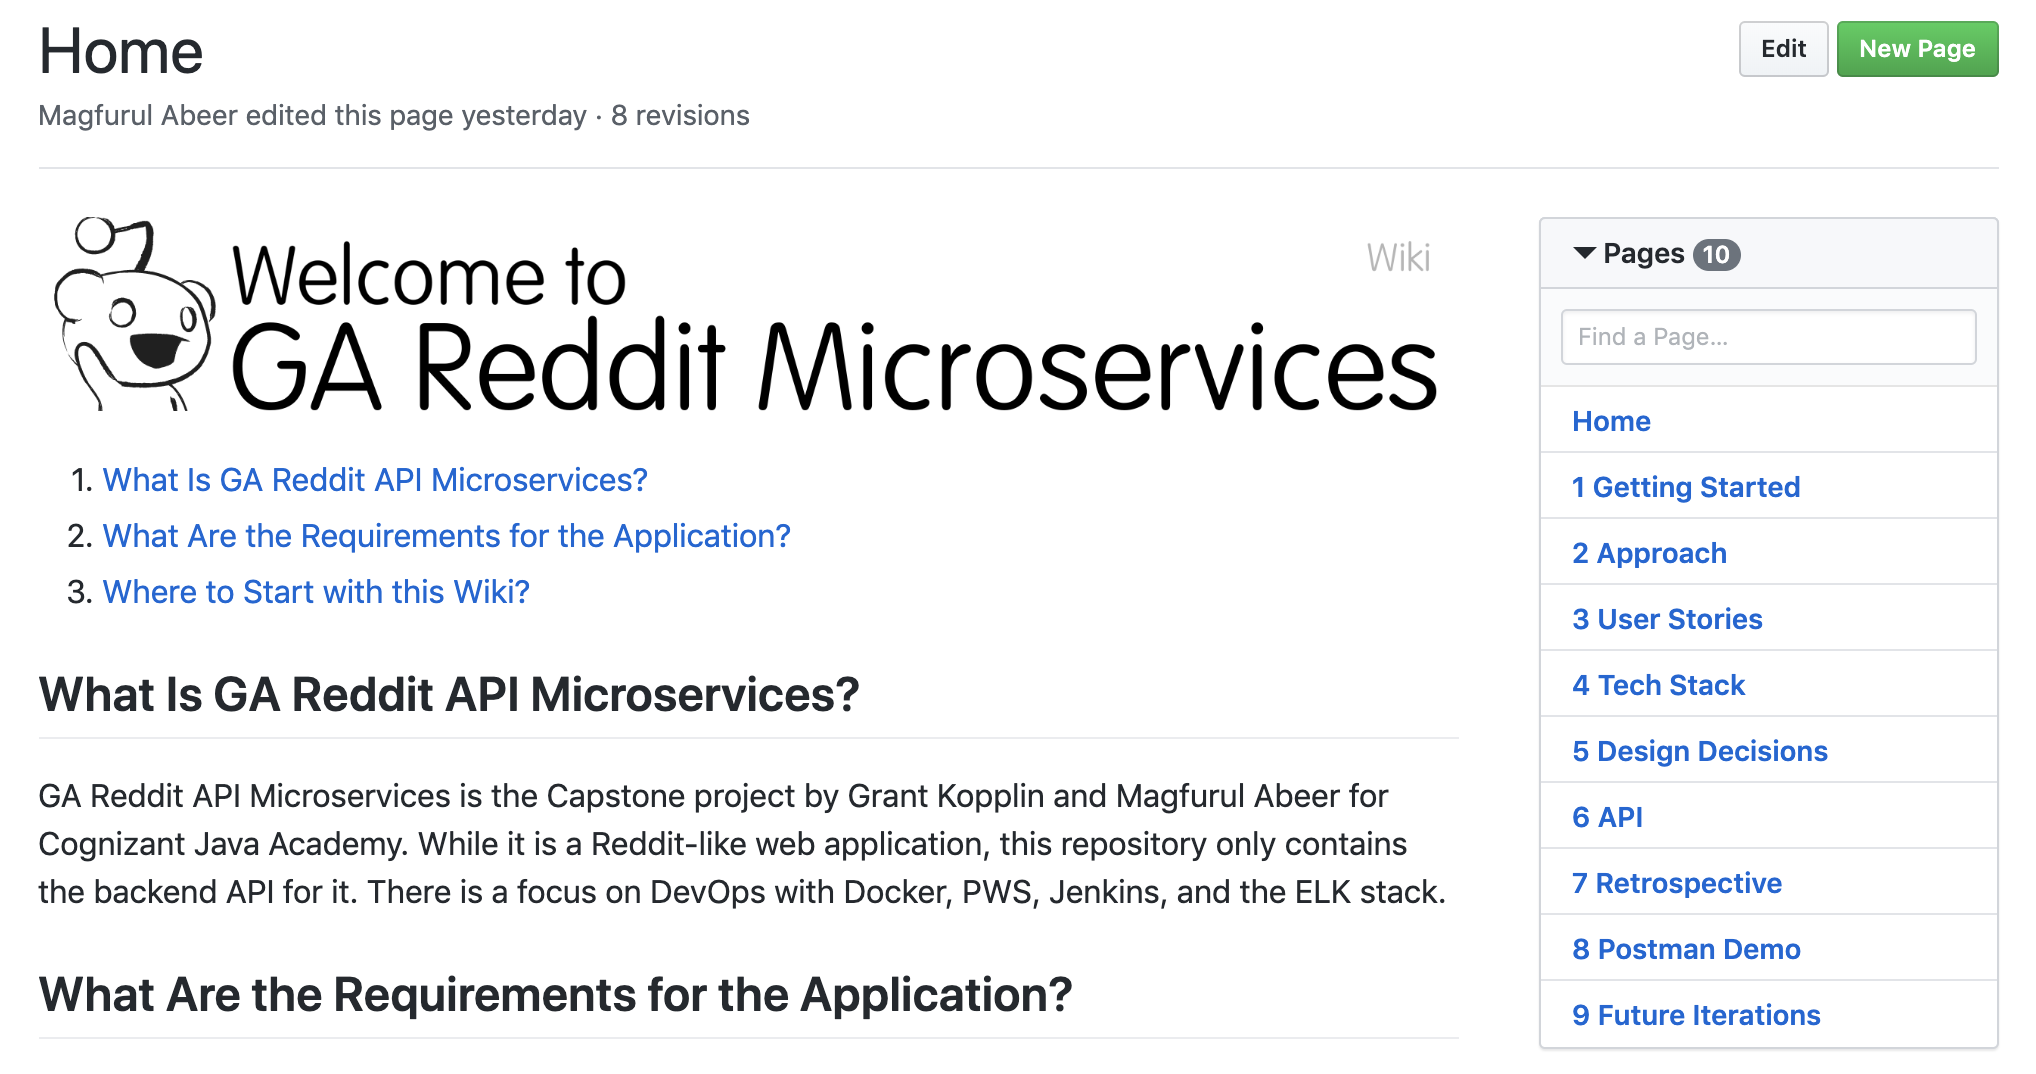 Home
Edit
New Page
Magfurul Abeer edited this page yesterday · 8 revisions
Welcome to
Wiki
GA Reddit Microservices
1. What Is GA Reddit API Microservices?
2. What Are the Requirements for the Application?
3. Where to Start with this Wiki?
What Is GA Reddit API Microservices?
GA Reddit API Microservices is the Capstone project by Grant Kopplin and Magfurul Abeer for
Cognizant Java Academy. While it is a Reddit-like web application, this repository only contains
the backend API for it. There is a focus on DevOps with Docker, PWS, Jenkins, and the ELK stack.
What Are the Requirements for the Application?
Pages 10
Find a Page...
Home
1 Getting Started
2 Approach
3 User Stories
4 Tech Stack
5 Design Decisions
6 API
7 Retrospective
8 Postman Demo
9 Future Iterations